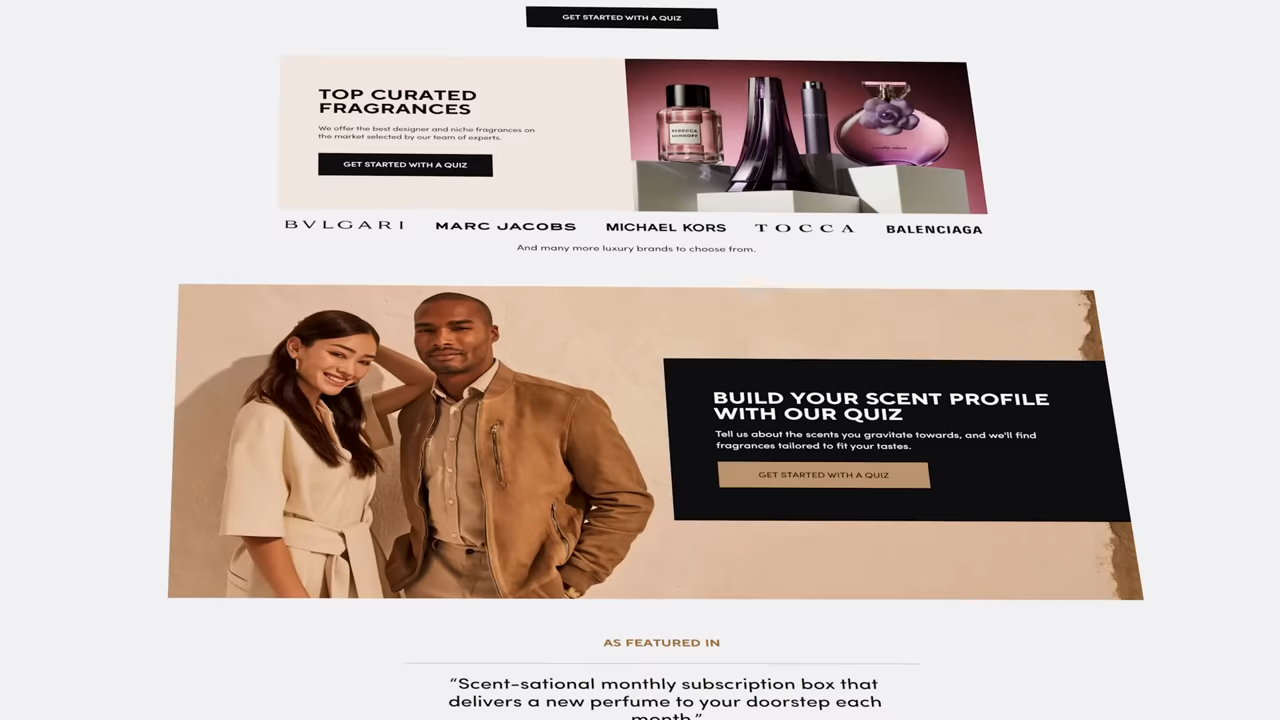 GET STARTED WITH A QUIZ
TOP CURATED
FRAGRANCES
We offer the best designer and niche fragrances on
the market selected by our team of experts.
GET STARTED WITH A QUIZ
REBECCA
MINKOFF
BVLGARI
MARC JACOBS
MICHAEL KORS
TOCCA
BALENCIAGA
And many more luxury brands to choose from.
BUILD YOUR SCENT PROFILE
WITH OUR QUIZ
Tell us about the scents you gravitate towards, and we'll find
fragrances tailored to fit your tastes.
GET STARTED WITH A QUIZ
AS FEATURED IN
“Scent-sational monthly subscription box that
delivers a new perfume to your doorstep each
month.”